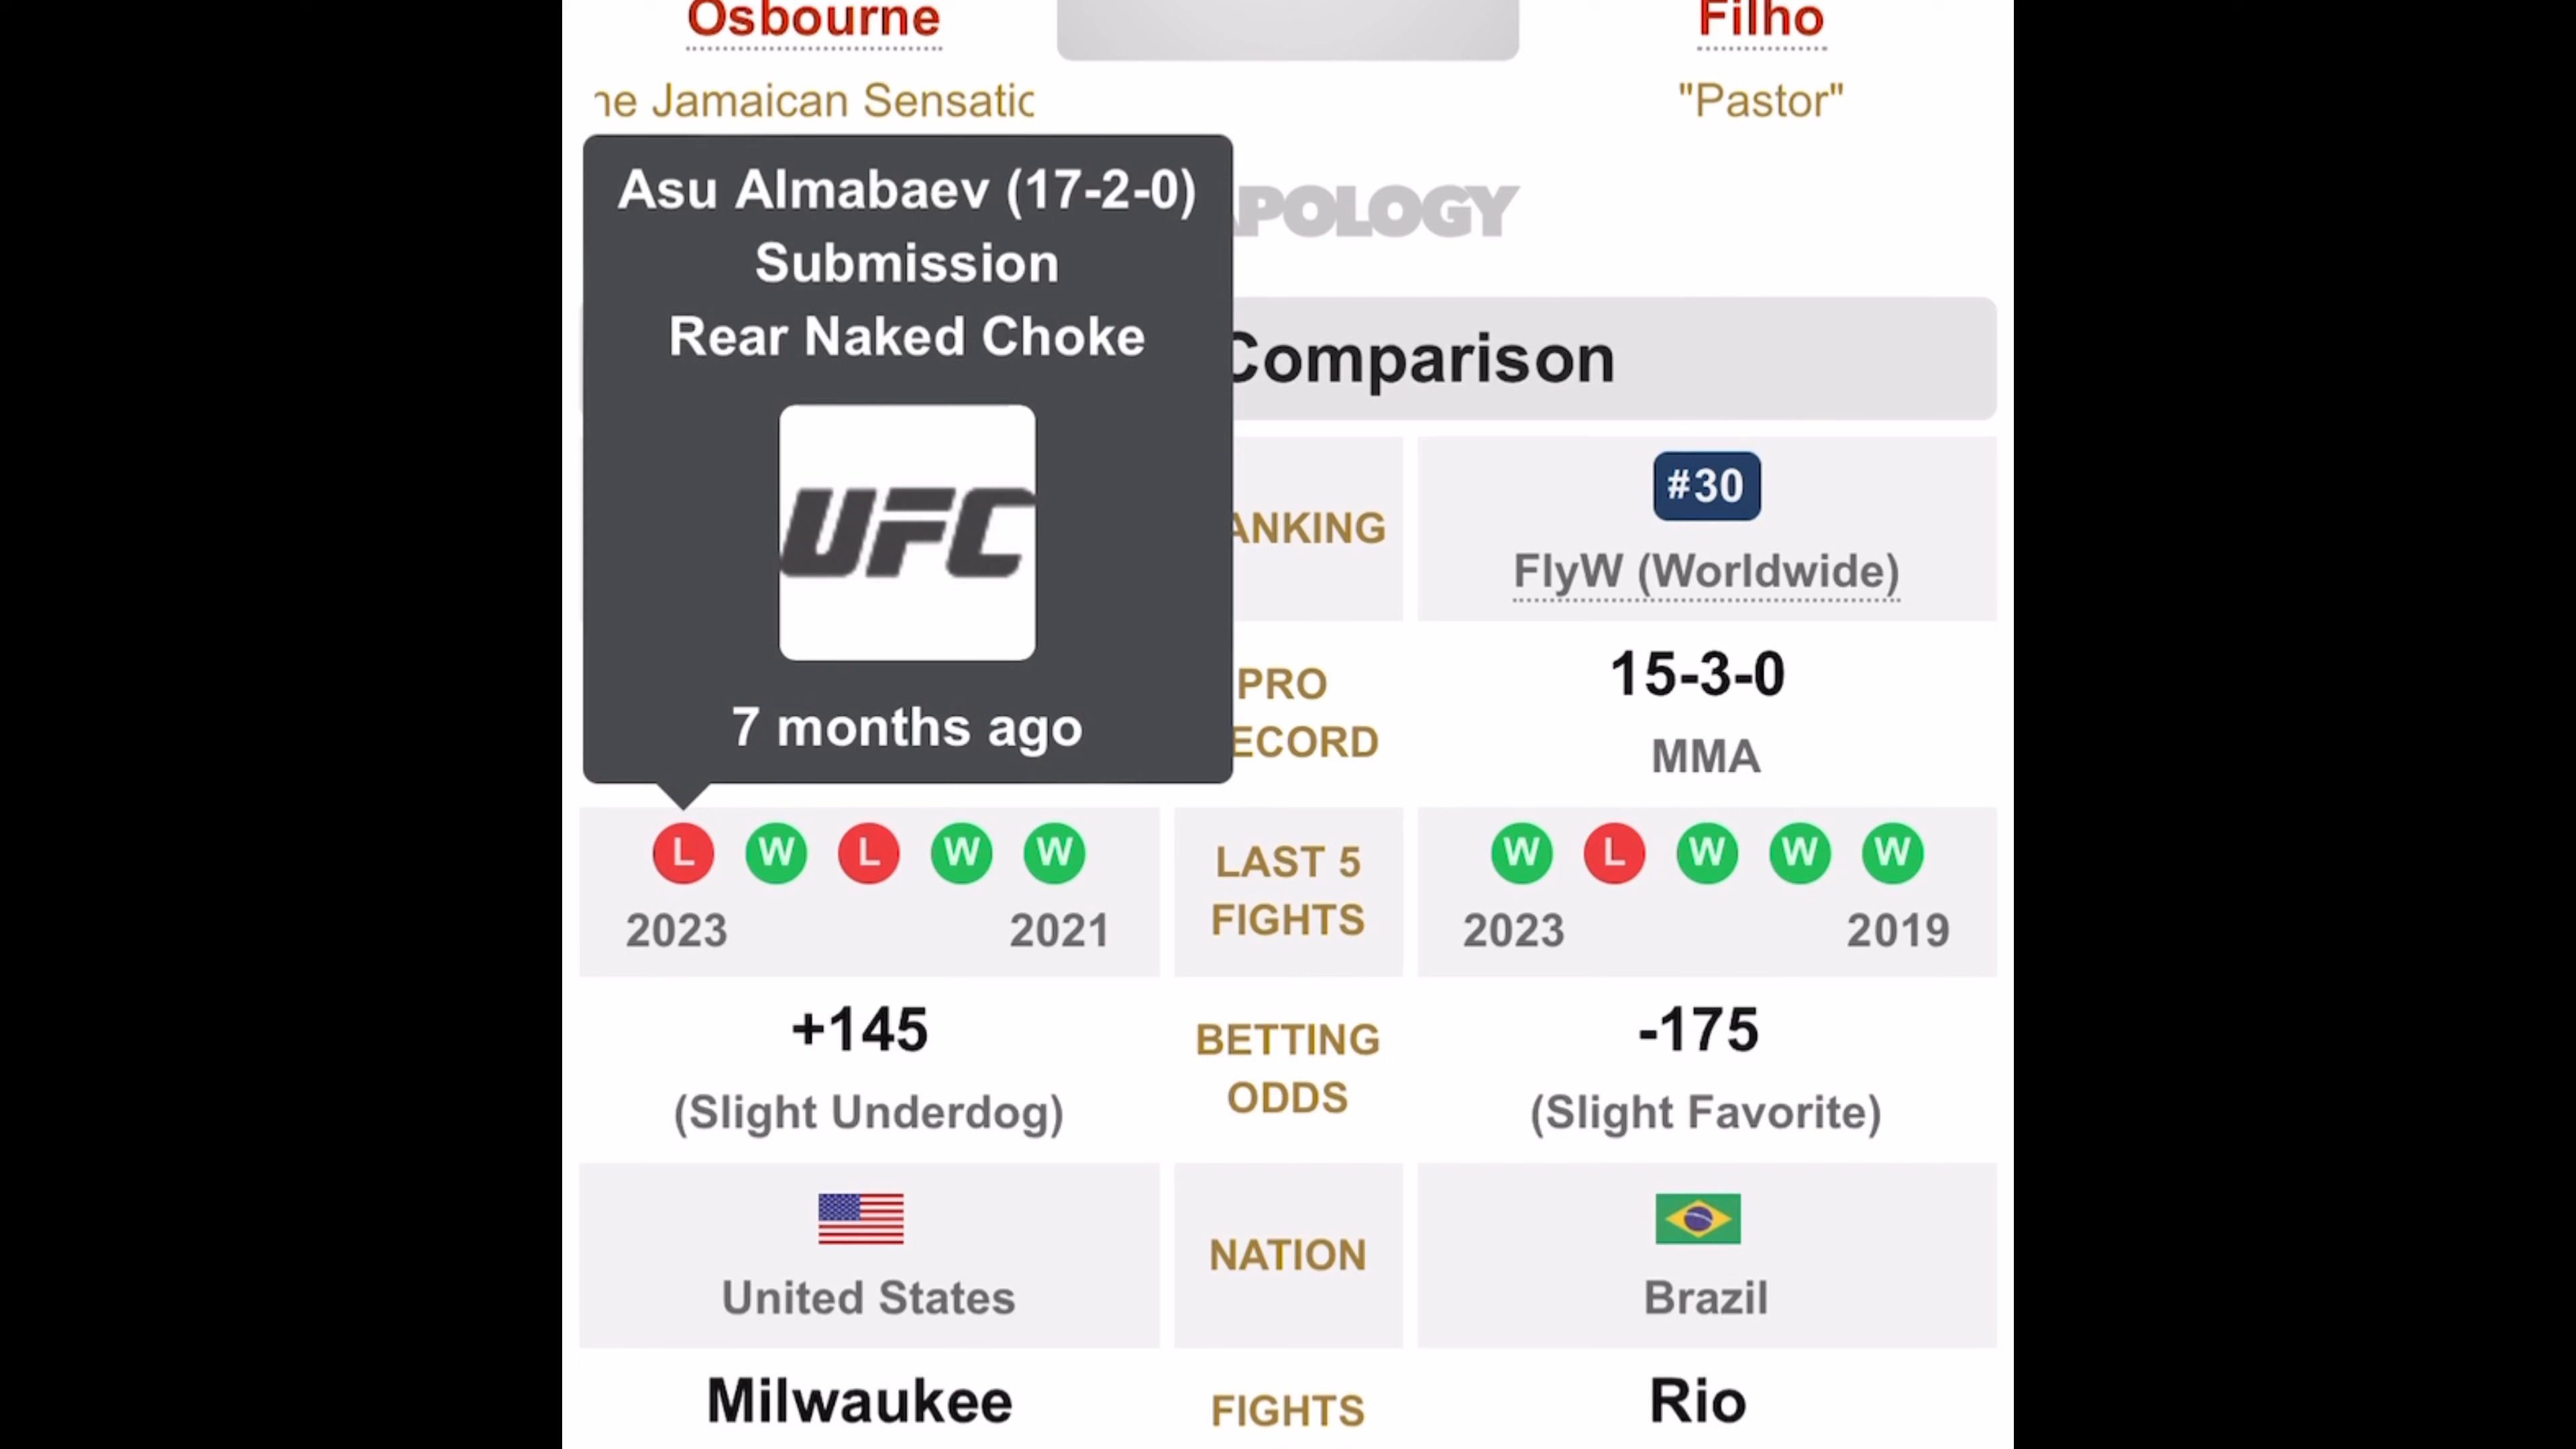 Osbourne
Filho
ne Jamaican Sensatic
"Pastor"
Asu Almabaev (17-2-0)
Submission
Rear Naked Choke
UFC
7 months ago
APOLOGY
Comparison
ANKING
#30
FlyW (Worldwide)
PRO
ECORD
15-3-0
MMA
L W L W W
2023 2021
LAST 5
FIGHTS
W L W W W
2023 2019
+145
(Slight Underdog)
BETTING
ODDS
-175
(Slight Favorite)
United States
NATION
Brazil
Milwaukee
FIGHTS
Rio